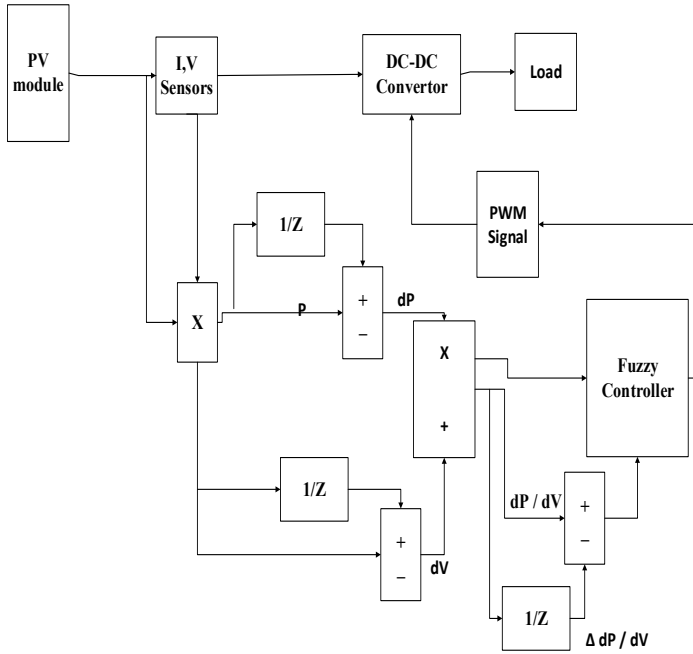 PV
module
I,V
Sensors
DC-DC
Convertor
Load
PWM
Signal
1/Z
X
P
+
−
dP
X
+
Fuzzy
Controller
1/Z
+
−
dV
dP / dV
+
−
1/Z
Δ dP / dV